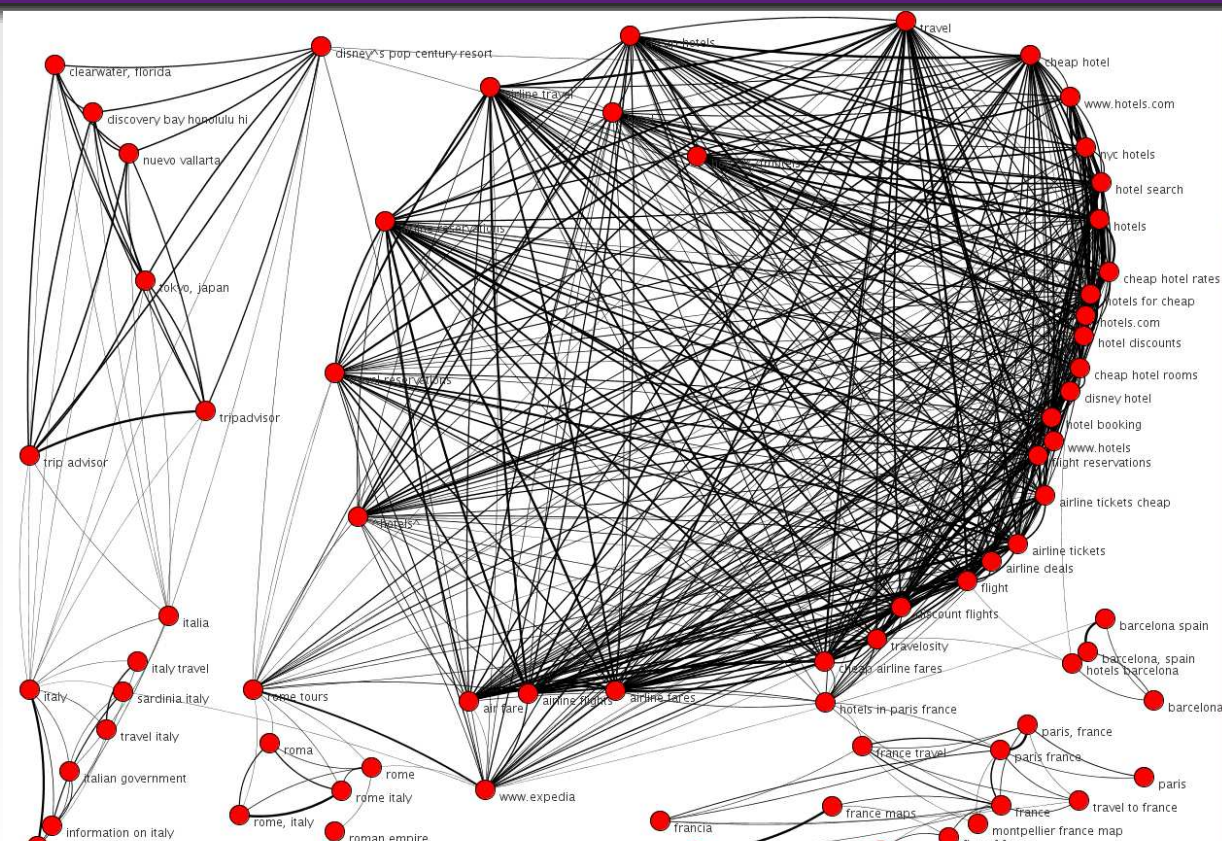 travel
hotels
disney^s pop century resort
cheap hotel
clearwater, florida
airline travel
www.hotels.com
discovery bay honolulu hi
nyc hotels
nuevo vallarta
hotel search
hotels
reservations
cheap hotel rates
tokyo, japan
hotels for cheap
hotels.com
hotel discounts
cheap hotel rooms
reservations
disney hotel
tripadvisor
hotel booking
www.hotels
trip advisor
flight reservations
airline tickets cheap
^hotels^
airline tickets
airline deals
flight
discount flights
italia
barcelona spain
travelosity
barcelona, spain
italy travel
cheap airline fares
hotels barcelona
italy
sardinia italy
rome tours
airline flights
airline fares
air fare
hotels in paris france
barcelona
travel italy
paris, france
roma
france travel
paris france
italian government
rome
paris
rome italy
www.expedia
travel to france
france maps
france
rome, italy
francia
information on italy
montpellier france map
roman empire